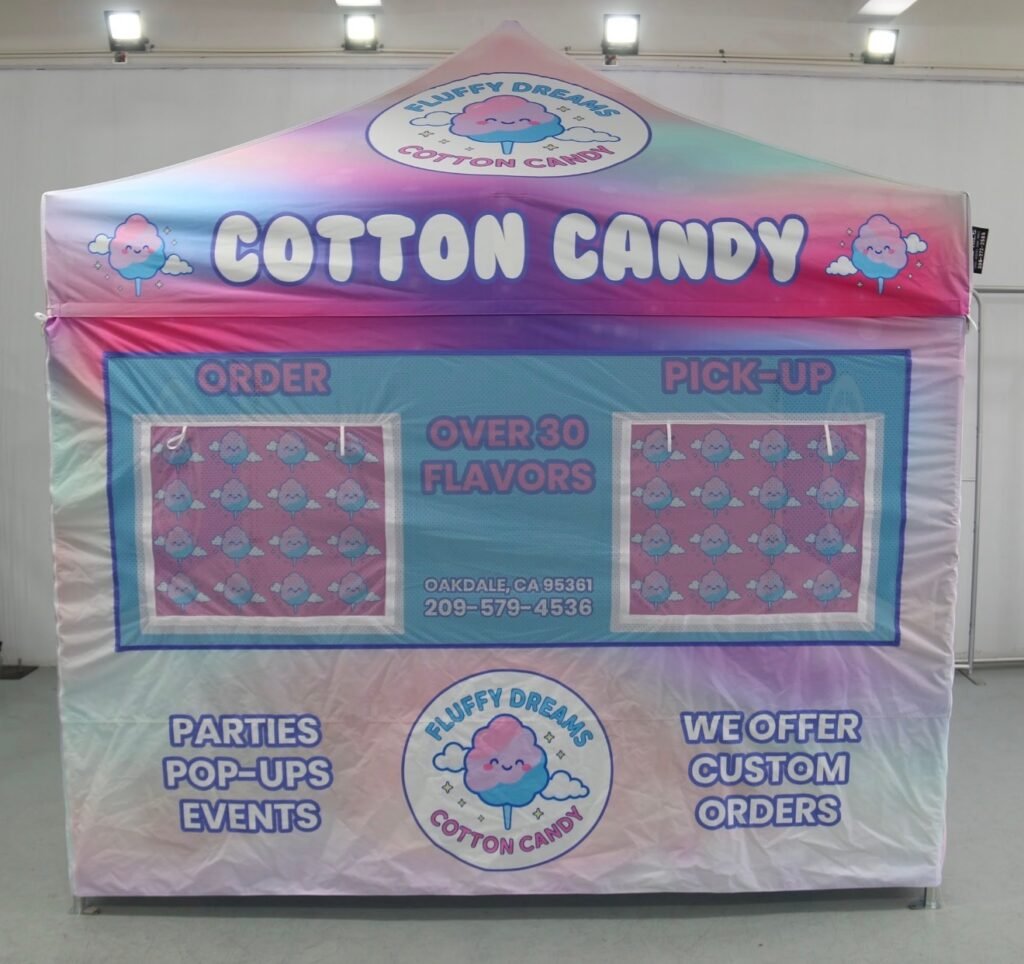 FLUFFY DREAMS
COTTON CANDY
COTTON CANDY
ORDER
PICK-UP
OVER 30
FLAVORS
OAKDALE, CA 95361
209-579-4536
PARTIES
POP-UPS
EVENTS
FLUFFY DREAMS
COTTON CANDY
WE OFFER
CUSTOM
ORDERS